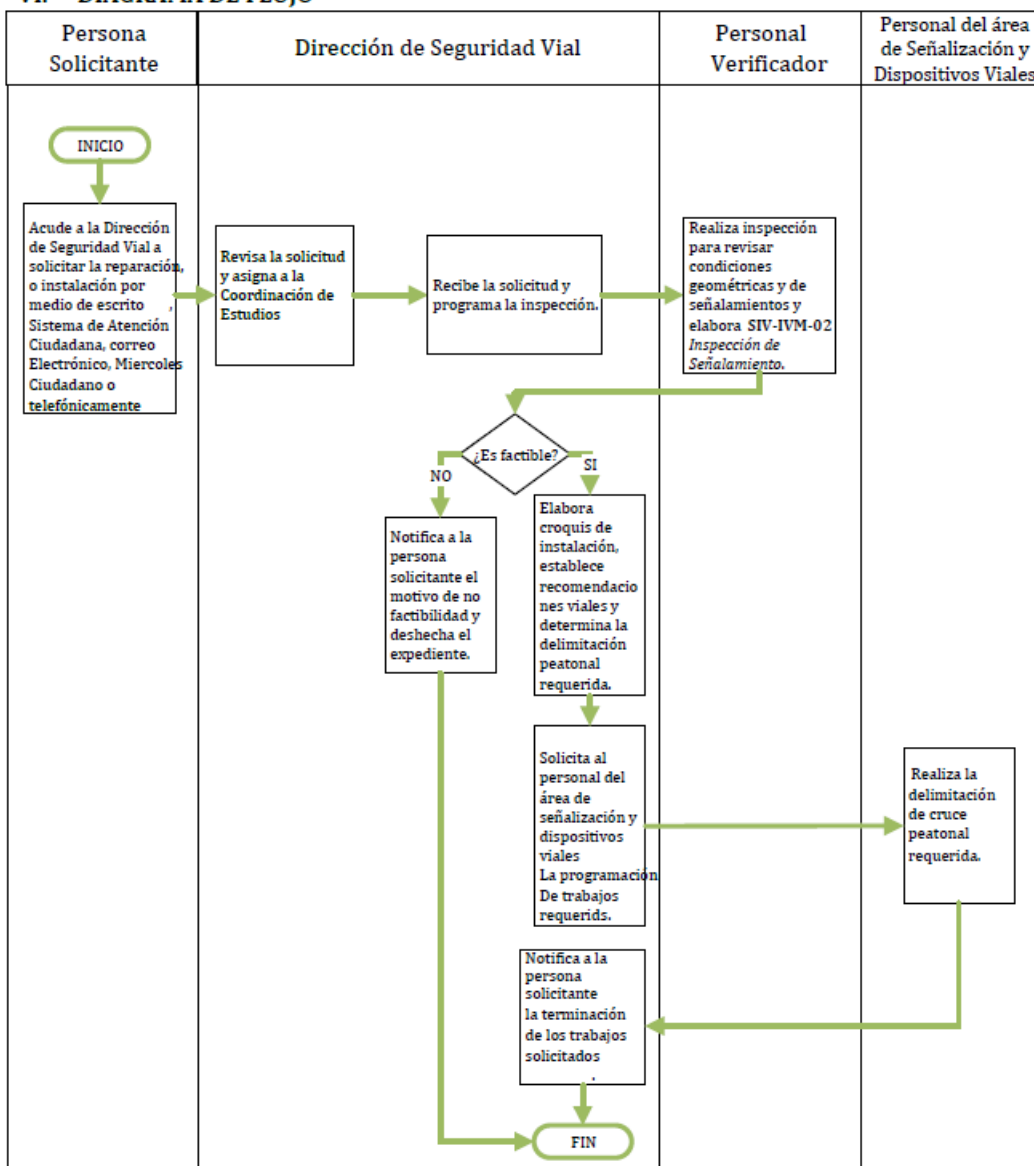 VI. DIAGRAMA DE FLUJO
Persona
Solicitante
Dirección de Seguridad Vial
Personal
Verificador
Personal del área
de Señalización y
Dispositivos Viales
INICIO
Acude a la Dirección
de Seguridad Vial a
solicitar la reparación,
o instalación por
medio de escrito ,
Sistema de Atención
Ciudadana, correo
Electrónico, Miercoles
Ciudadano o
telefónicamente
Revisa la solicitud
y asigna a la
Coordinación de
Estudios
Recibe la solicitud y
programa la inspección.
Realiza inspección
para revisar
condiciones
geométricas y de
señalamientos y
elabora SIV-IVM-02
Inspección de
Señalamiento.
¿Es factible?
NO
SI
Notifica a la
persona
solicitante el
motivo de no
factibilidad y
deshecha el
expediente.
Elabora
croquis de
instalación,
establece
recomendacio
nes viales y
determina la
delimitación
peatonal
requerida.
Solicita al
personal del
área de
señalización y
dispositivos
viales
La programación
De trabajos
requerids.
Realiza la
delimitación
de cruce
peatonal
requerida.
Notifica a la
persona
solicitante
la terminación
de los trabajos
solicitados
.
FIN